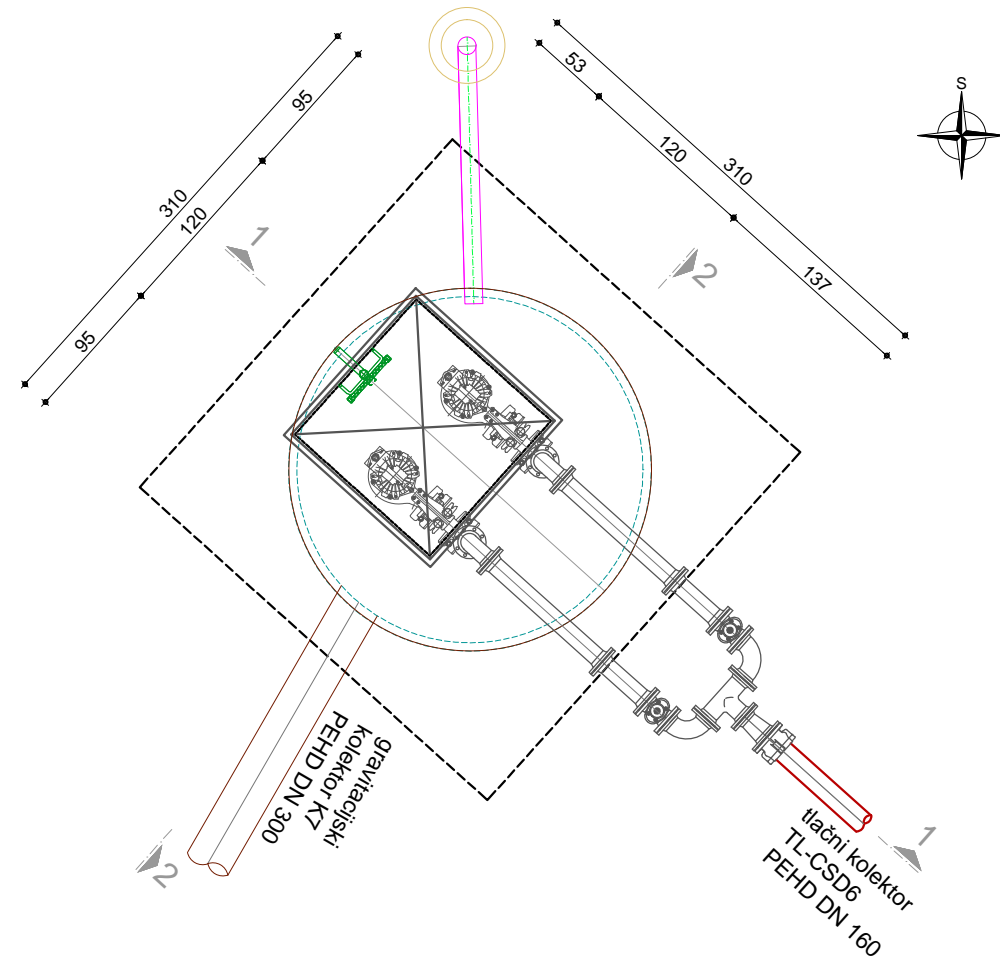 S
95
310
120
95
53
120
310
137
1
2
gravitacijski
kolektor K7
PEHD DN 300
tlačni kolektor
TL-CSD6
PEHD DN 160
2
1